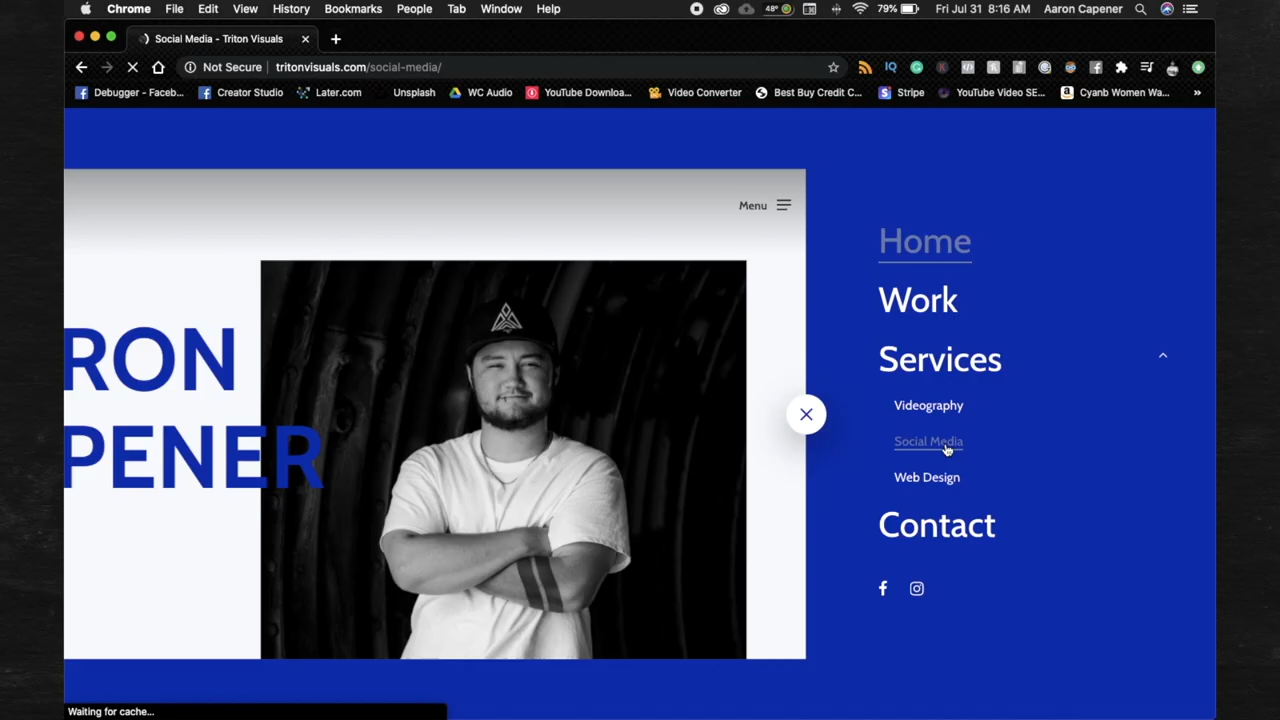 Chrome File Edit View History Bookmarks People Tab Window Help 48° 79% Fri Jul 31 8:16 AM Aaron Capener
Social Media - Triton Visuals
Not Secure tritonvisuals.com/social-media/ IQ
Debugger - Faceb... Creator Studio Later.com Unsplash WC Audio YouTube Downloa... Video Converter Best Buy Credit C... Stripe YouTube Video SE... Cyanb Women Wa... »
Menu
RON
PENER
Home
Work
Services
Videography
Social Media
Web Design
Contact
Waiting for cache...